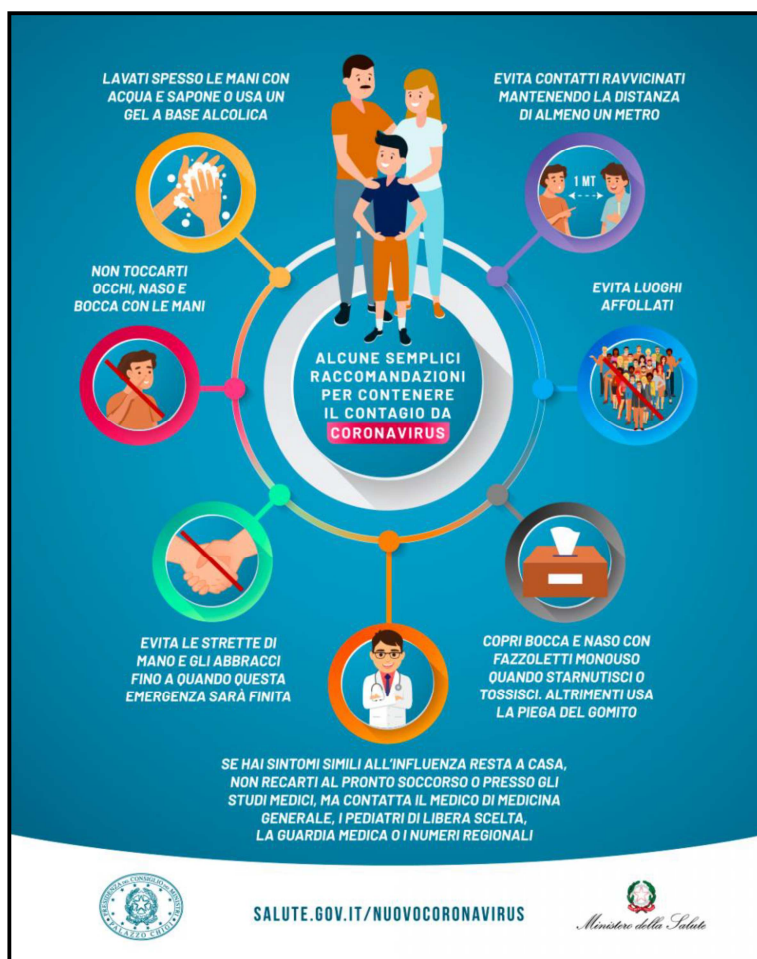 LAVATI SPESSO LE MANI CON
ACQUA E SAPONE O USA UN
GEL A BASE ALCOLICA
EVITA CONTATTI RAVVICINATI
MANTENENDO LA DISTANZA
DI ALMENO UN METRO
1 MT
NON TOCCARTI
OCCHI, NASO E
BOCCA CON LE MANI
EVITA LUOGHI
AFFOLLATI
ALCUNE SEMPLICI
RACCOMANDAZIONI
PER CONTENERE
IL CONTAGIO DA
CORONAVIRUS
EVITA LE STRETTE DI
MANO E GLI ABBRACCI
FINO A QUANDO QUESTA
EMERGENZA SARÀ FINITA
COPRI BOCCA E NASO CON
FAZZOLETTI MONOUSO
QUANDO STARNUTISCI O
TOSSISCI. ALTRIMENTI USA
LA PIEGA DEL GOMITO
SE HAI SINTOMI SIMILI ALL'INFLUENZA RESTA A CASA,
NON RECARTI AL PRONTO SOCCORSO O PRESSO GLI
STUDI MEDICI, MA CONTATTA IL MEDICO DI MEDICINA
GENERALE, I PEDIATRI DI LIBERA SCELTA,
LA GUARDIA MEDICA O I NUMERI REGIONALI
PRESIDENZA DEL CONSIGLIO DEI MINISTRI
PALAZZO CHIGI
SALUTE.GOV.IT/NUOVOCORONAVIRUS
Ministero della Salute